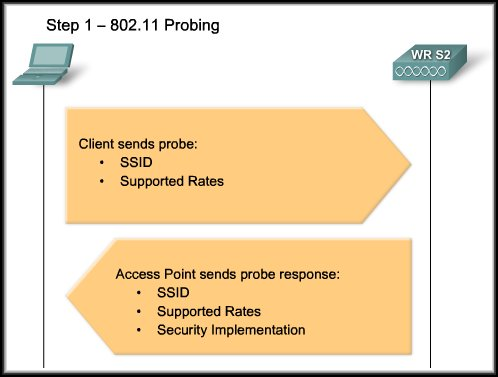 Step 1 – 802.11 Probing
WR S2
Client sends probe:
• SSID
• Supported Rates
Access Point sends probe response:
• SSID
• Supported Rates
• Security Implementation